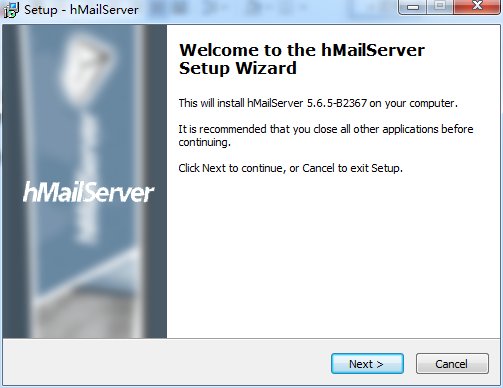 Setup - hMailServer
Welcome to the hMailServer
Setup Wizard
This will install hMailServer 5.6.5-B2367 on your computer.
It is recommended that you close all other applications before
continuing.
Click Next to continue, or Cancel to exit Setup.
hMailServer
Next >
Cancel